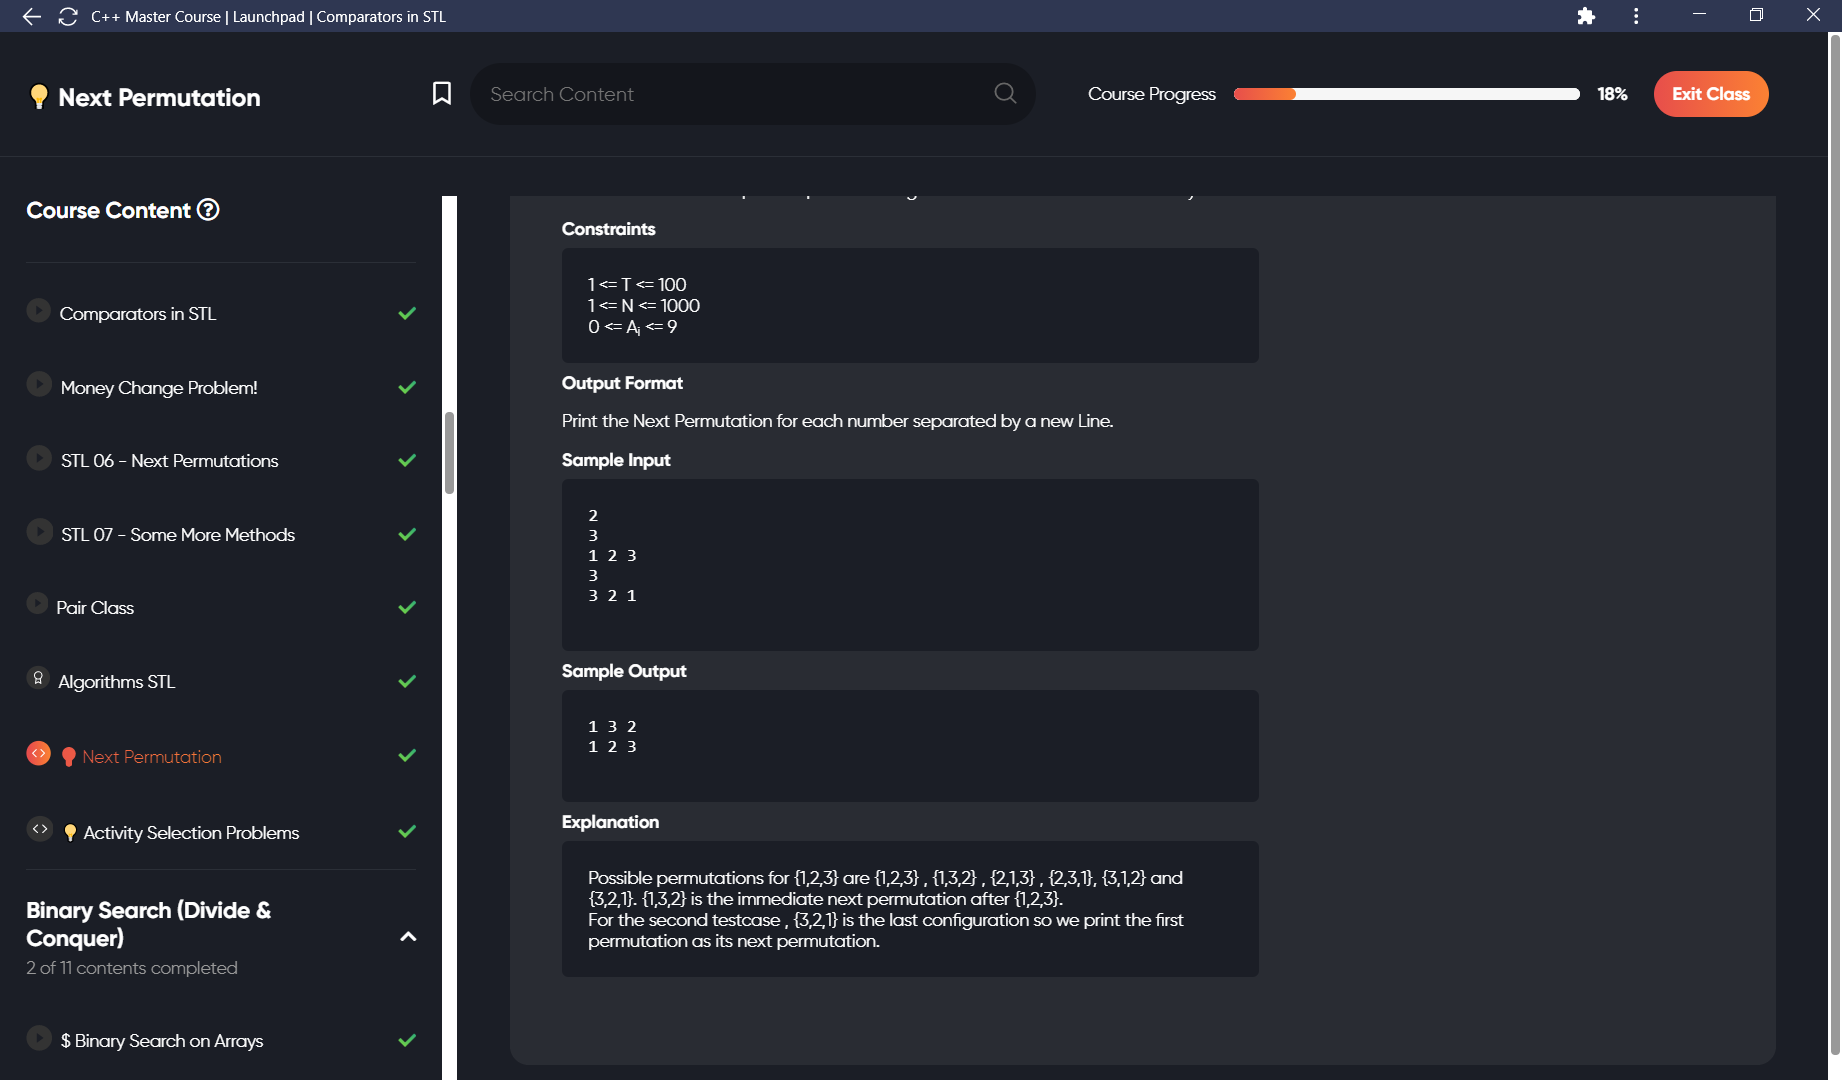 C++ Master Course | Launchpad | Comparators in STL
Next Permutation
Search Content
Course Progress
18%
Exit Class
Course Content
Comparators in STL
Money Change Problem!
STL 06 - Next Permutations
STL 07 - Some More Methods
Pair Class
Algorithms STL
Next Permutation
Activity Selection Problems
Binary Search (Divide &
Conquer)
2 of 11 contents completed
$ Binary Search on Arrays
Constraints
1 <= T <= 100
1 <= N <= 1000
0 <= Ai <= 9
Output Format
Print the Next Permutation for each number separated by a new Line.
Sample Input
2
3
1 2 3
3
3 2 1
Sample Output
1 3 2
1 2 3
Explanation
Possible permutations for {1,2,3} are {1,2,3} , {1,3,2} , {2,1,3} , {2,3,1}, {3,1,2} and
{3,2,1}. {1,3,2} is the immediate next permutation after {1,2,3}.
For the second testcase , {3,2,1} is the last configuration so we print the first
permutation as its next permutation.